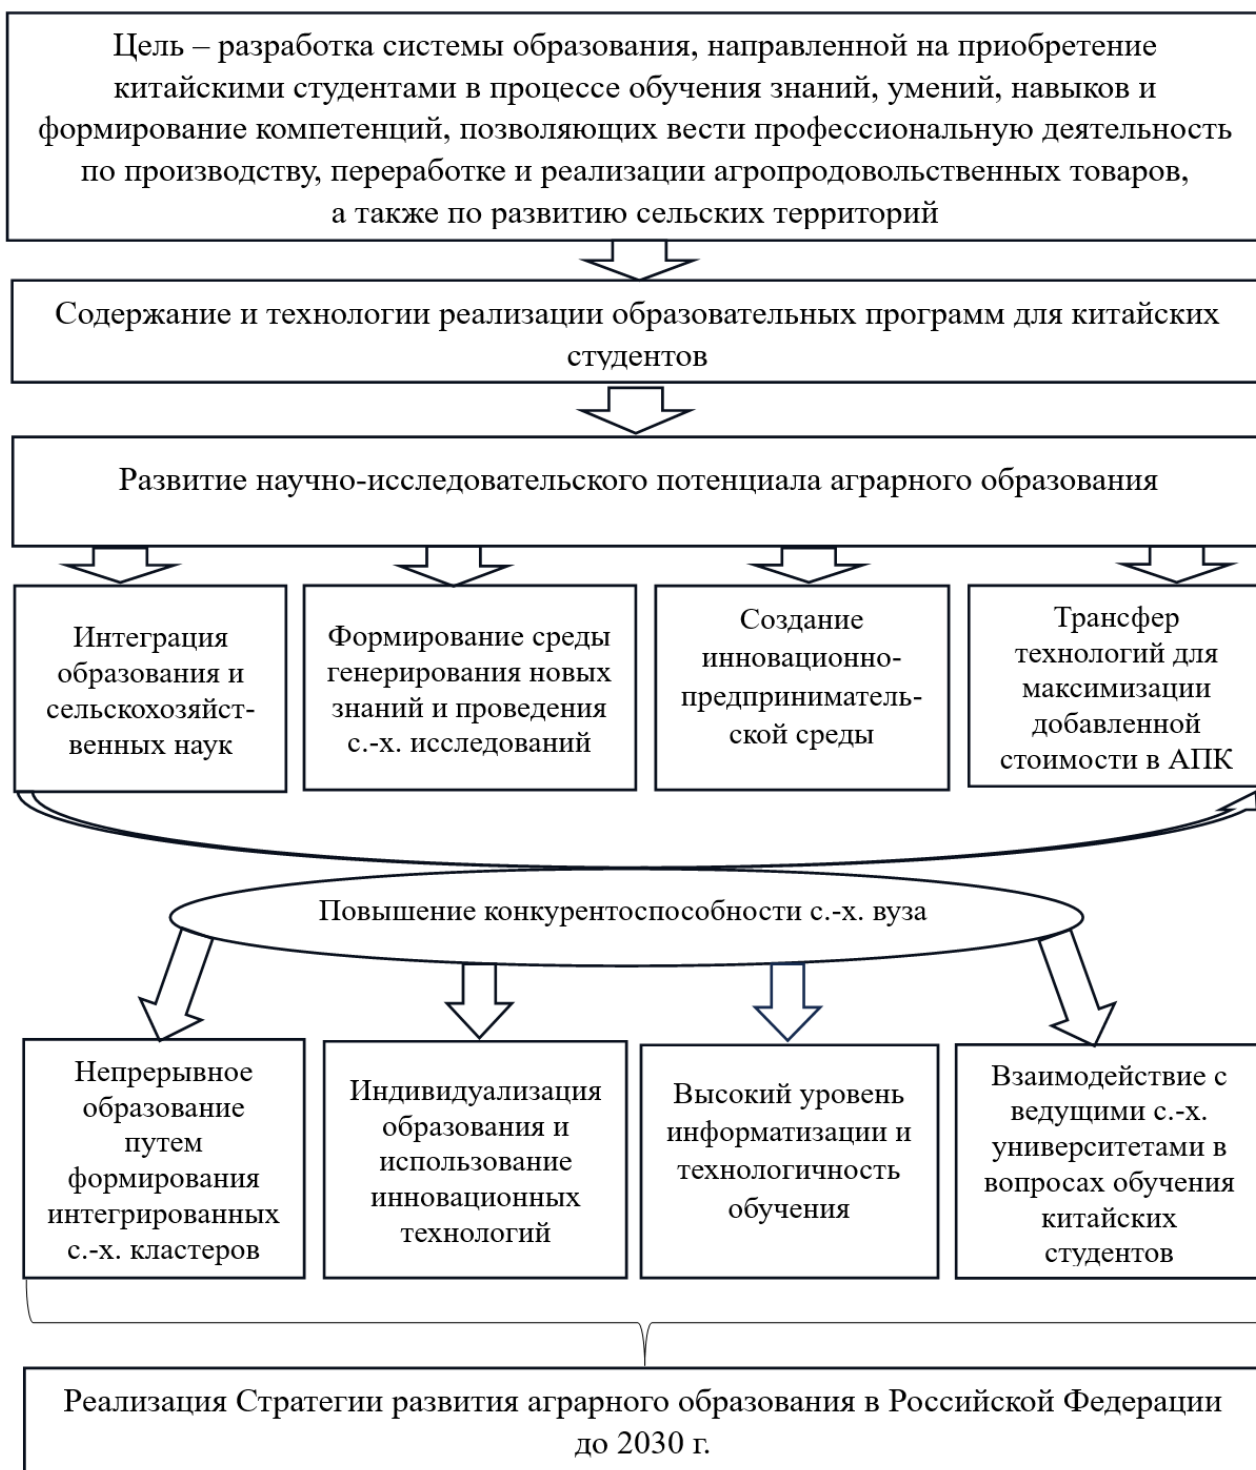 Цель – разработка системы образования, направленной на приобретение
китайскими студентами в процессе обучения знаний, умений, навыков и
формирование компетенций, позволяющих вести профессиональную деятельность
по производству, переработке и реализации агропродовольственных товаров,
а также по развитию сельских территорий
Содержание и технологии реализации образовательных программ для китайских
студентов
Развитие научно-исследовательского потенциала аграрного образования
Интеграция
образования и
сельскохозяйст-
венных наук
Формирование среды
генерирования новых
знаний и проведения
с.-х. исследований
Создание
инновационно-
предприниматель-
ской среды
Трансфер
технологий для
максимизации
добавленной
стоимости в АПК
Повышение конкурентоспособности с.-х. вуза
Непрерывное
образование
путем
формирования
интегрированных
с.-х. кластеров
Индивидуализация
образования и
использование
инновационных
технологий
Высокий уровень
информатизации и
технологичность
обучения
Взаимодействие с
ведущими с.-х.
университетами в
вопросах обучения
китайских
студентов
Реализация Стратегии развития аграрного образования в Российской Федерации
до 2030 г.